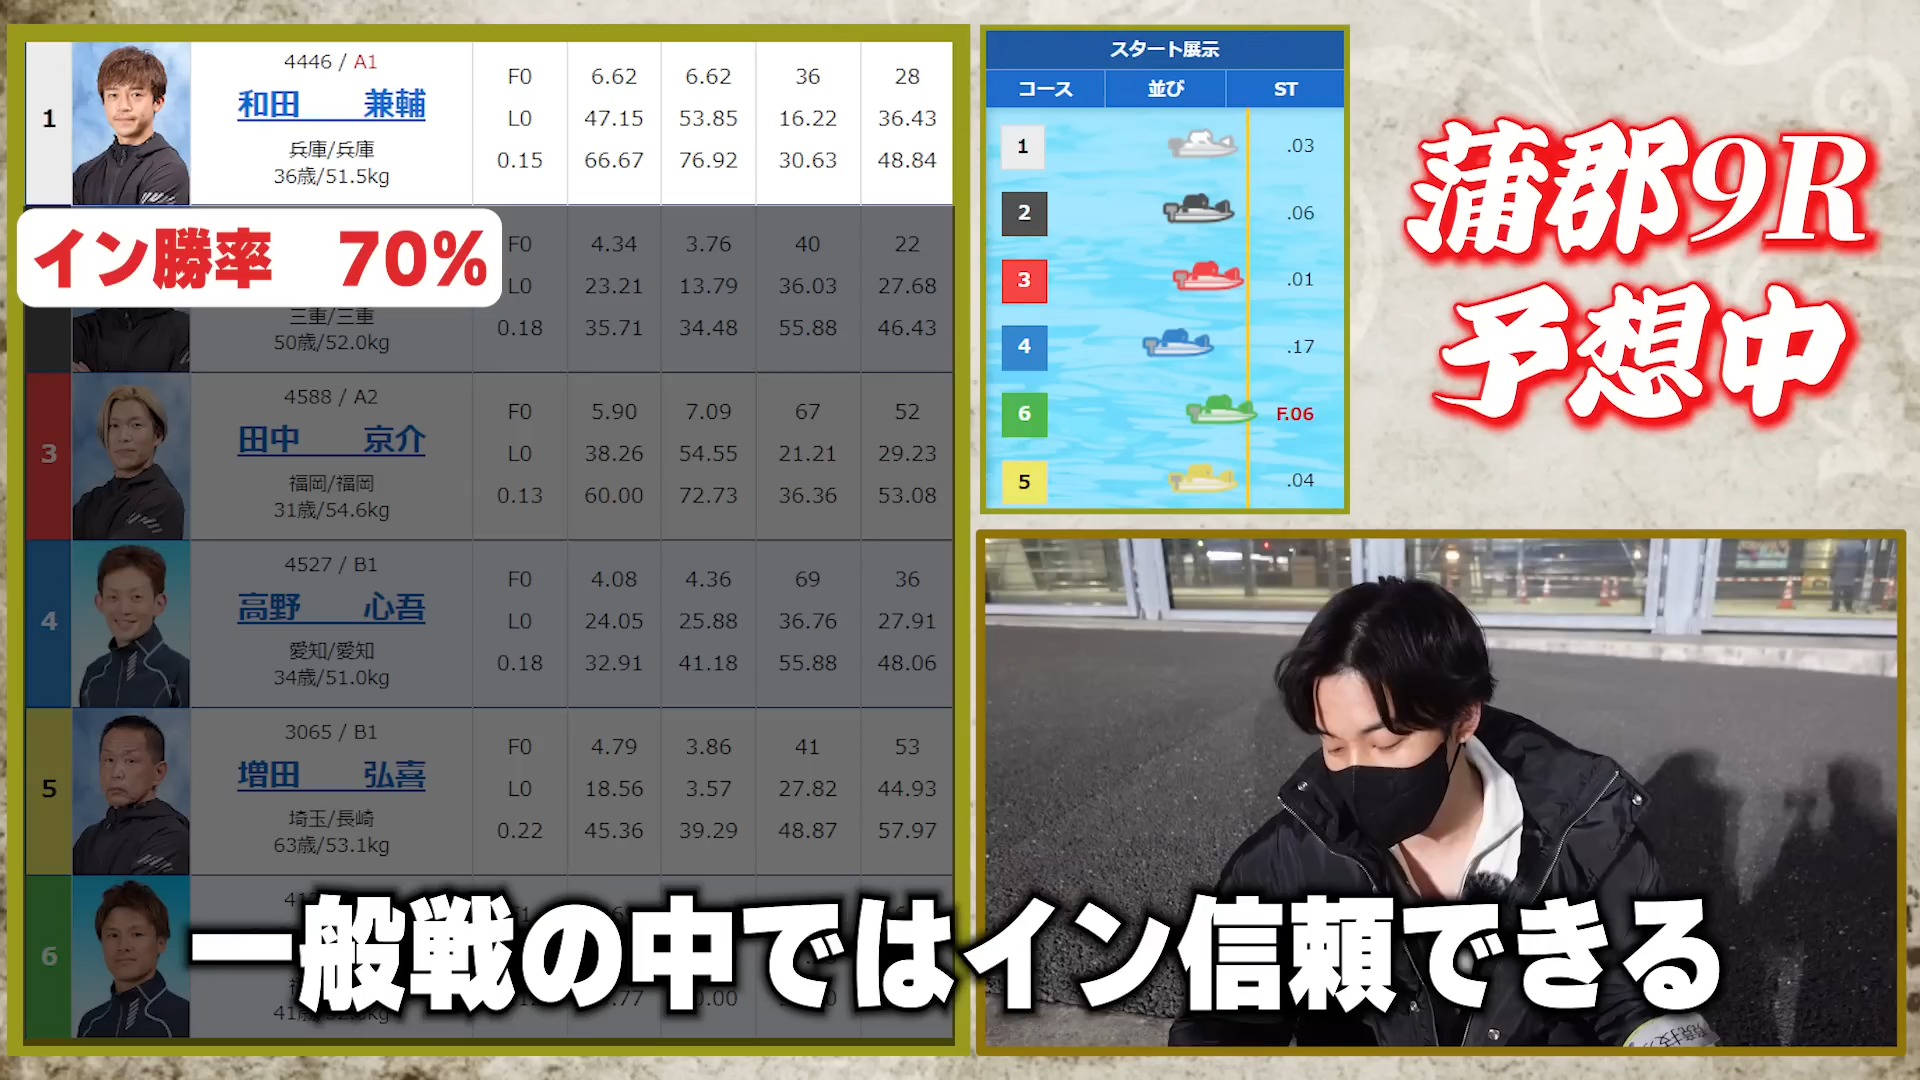 1
4446 / A1
和田 兼輔
兵庫/兵庫
36歳/51.5kg
F0 6.62 6.62 36 28
L0 47.15 53.85 16.22 36.43
0.15 66.67 76.92 30.63 48.84
イン勝率 70%
三重/三重
50歳/52.0kg
F0 4.34 3.76 40 22
L0 23.21 13.79 36.03 27.68
0.18 35.71 34.48 55.88 46.43
3
4588 / A2
田中 京介
福岡/福岡
31歳/54.6kg
F0 5.90 7.09 67 52
L0 38.26 54.55 21.21 29.23
0.13 60.00 72.73 36.36 53.08
4
4527 / B1
高野 心吾
愛知/愛知
34歳/51.0kg
F0 4.08 4.36 69 36
L0 24.05 25.88 36.76 27.91
0.18 32.91 41.18 55.88 48.06
5
3065 / B1
増田 弘喜
埼玉/長崎
63歳/53.1kg
F0 4.79 3.86 41 53
L0 18.56 3.57 27.82 44.93
0.22 45.36 39.29 48.87 57.97
6
スタート展示
コース 並び ST
1 .03
2 .06
3 .01
4 .17
6 F.06
5 .04
蒲郡9R
予想中
一般戦の中ではイン信頼できる